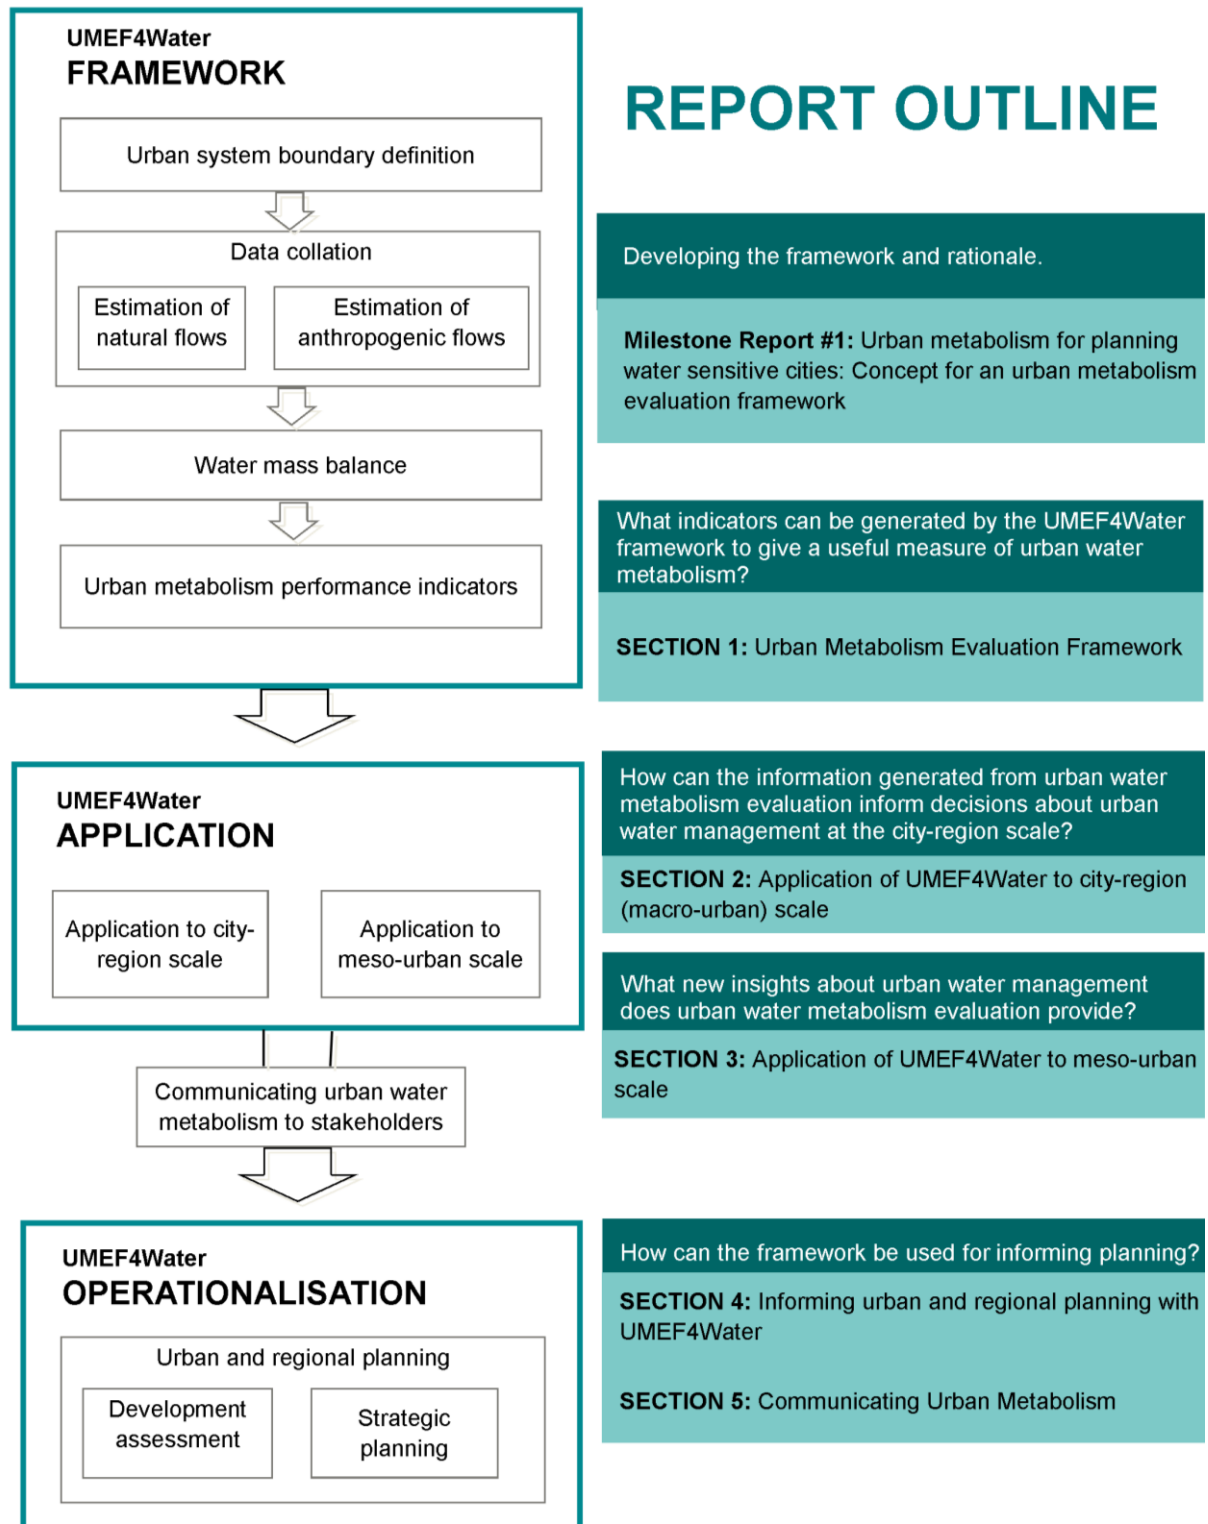 UMEF4Water
FRAMEWORK
Urban system boundary definition
Data collation
Estimation of
natural flows
Estimation of
anthropogenic flows
Water mass balance
Urban metabolism performance indicators
REPORT OUTLINE
Developing the framework and rationale.
Milestone Report #1: Urban metabolism for planning
water sensitive cities: Concept for an urban metabolism
evaluation framework
What indicators can be generated by the UMEF4Water
framework to give a useful measure of urban water
metabolism?
SECTION 1: Urban Metabolism Evaluation Framework
UMEF4Water
APPLICATION
Application to city-
region scale
Application to
meso-urban scale
How can the information generated from urban water
metabolism evaluation inform decisions about urban
water management at the city-region scale?
SECTION 2: Application of UMEF4Water to city-region
(macro-urban) scale
What new insights about urban water management
does urban water metabolism evaluation provide?
SECTION 3: Application of UMEF4Water to meso-urban
scale
Communicating urban water
metabolism to stakeholders
UMEF4Water
OPERATIONALISATION
Urban and regional planning
Development
assessment
Strategic
planning
How can the framework be used for informing planning?
SECTION 4: Informing urban and regional planning with
UMEF4Water
SECTION 5: Communicating Urban Metabolism